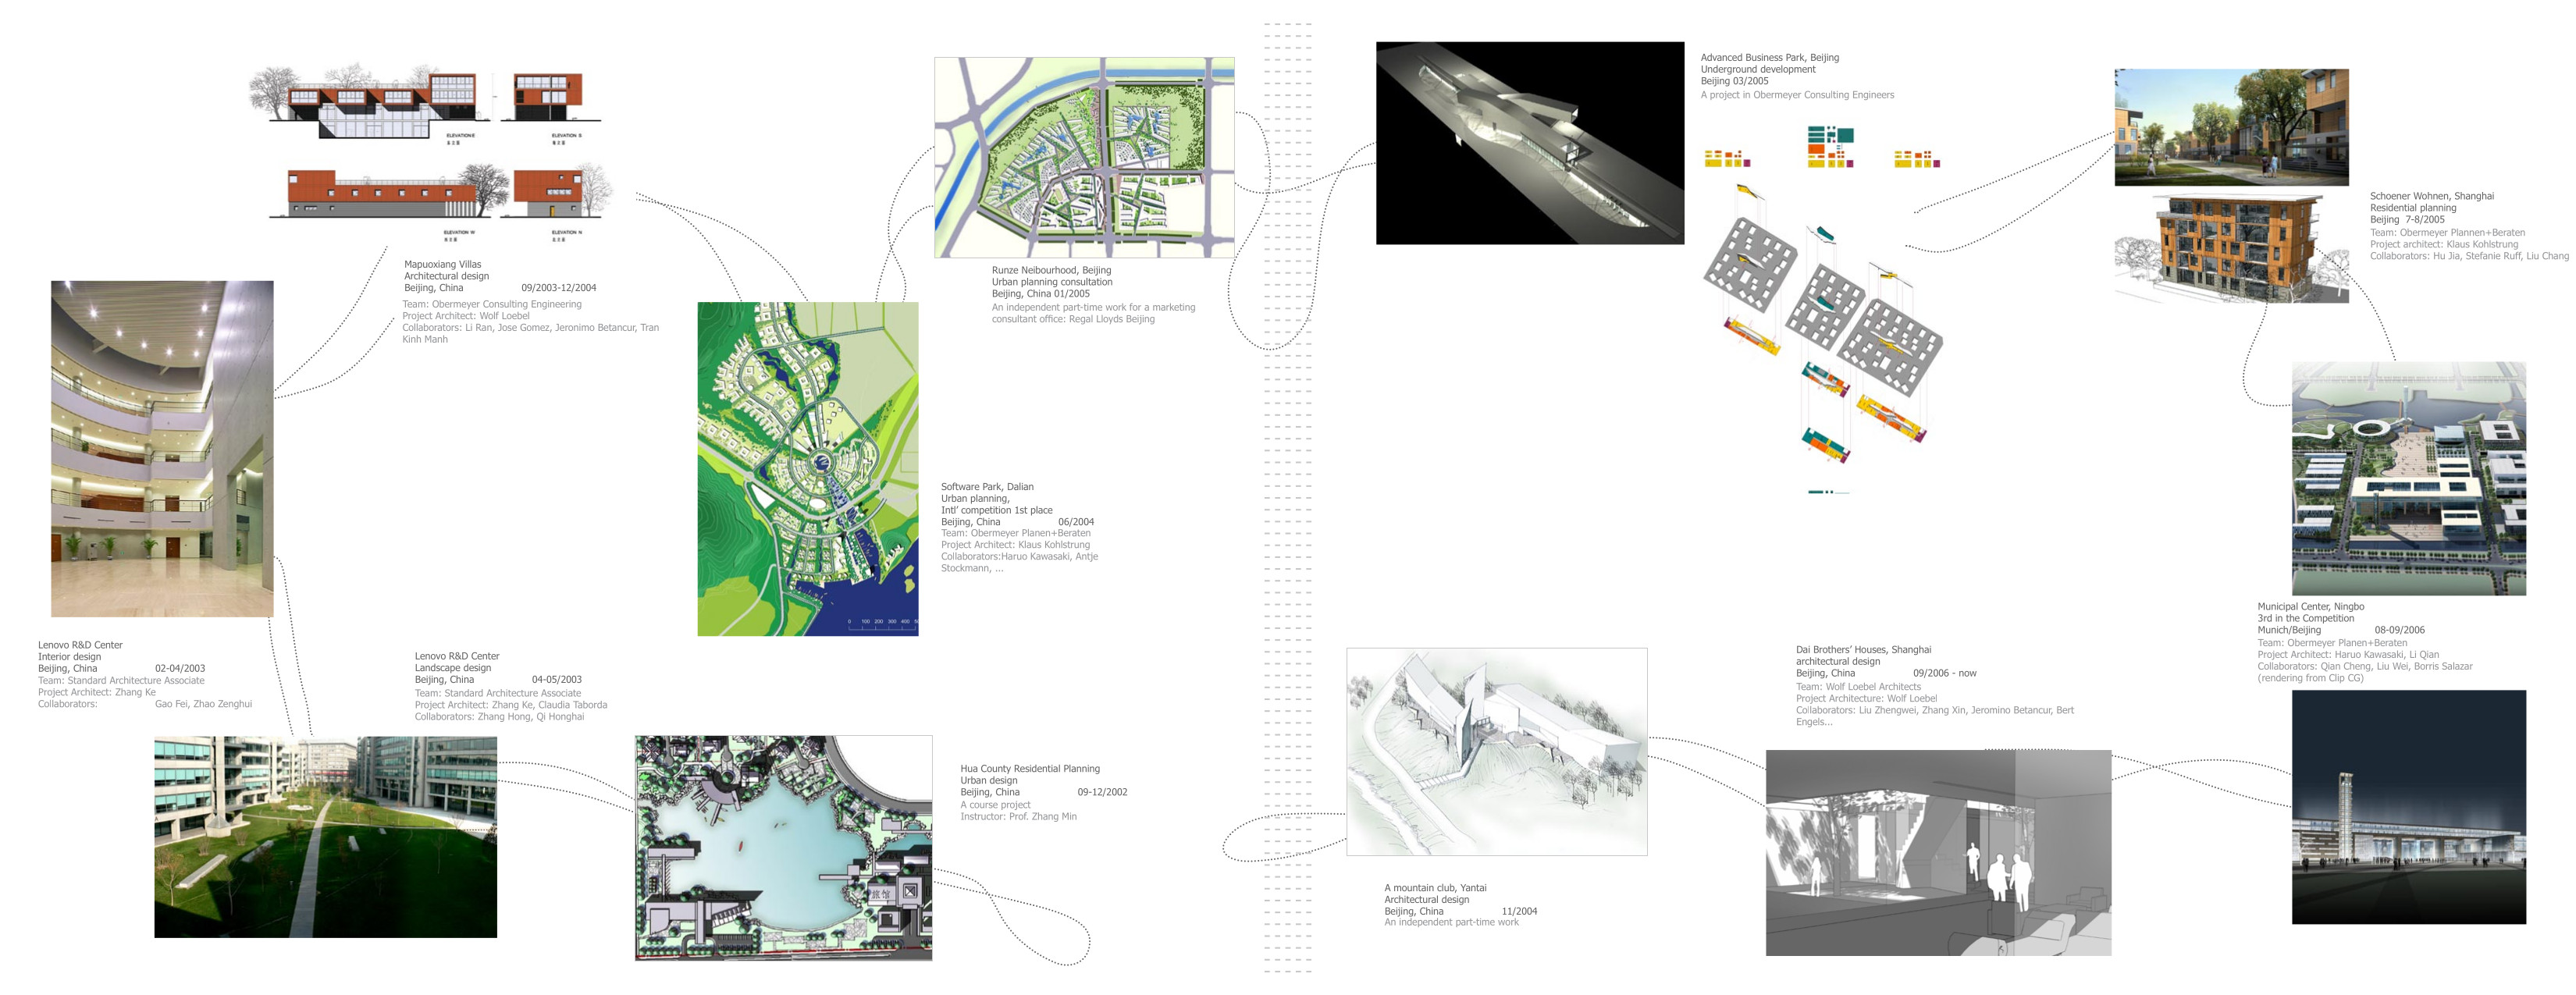 ELEVATION E
ELEVATION S
ELEVATION W
ELEVATION N
Mapuoxiang Villas
Architectural design
Beijing, China 09/2003-12/2004
Team: Obermeyer Consulting Engineering
Project Architect: Wolf Loebel
Collaborators: Li Ran, Jose Gomez, Jeronimo Betancur, Tran
Kinh Manh
Lenovo R&D Center
Interior design
Beijing, China 02-04/2003
Team: Standard Architecture Associate
Project Architect: Zhang Ke
Collaborators: Gao Fei, Zhao Zenghui
Lenovo R&D Center
Landscape design
Beijing, China 04-05/2003
Team: Standard Architecture Associate
Project Architect: Zhang Ke, Claudia Taborda
Collaborators: Zhang Hong, Qi Honghai
Runze Neibourhood, Beijing
Urban planning consultation
Beijing, China 01/2005
An independent part-time work for a marketing
consultant office: Regal Lloyds Beijing
0 100 200 300 400
Software Park, Dalian
Urban planning,
Intl' competition 1st place
Beijing, China 06/2004
Team: Obermeyer Planen+Beraten
Project Architect: Klaus Kohlstrung
Collaborators:Haruo Kawasaki, Antje
Stockmann, ...
Hua County Residential Planning
Urban design
Beijing, China 09-12/2002
A course project
Instructor: Prof. Zhang Min
Advanced Business Park, Beijing
Underground development
Beijing 03/2005
A project in Obermeyer Consulting Engineers
Schoener Wohnen, Shanghai
Residential planning
Beijing 7-8/2005
Team: Obermeyer Plannen+Beraten
Project architect: Klaus Kohlstrung
Collaborators: Hu Jia, Stefanie Ruff, Liu Chang
Municipal Center, Ningbo
3rd in the Competition
Munich/Beijing 08-09/2006
Team: Obermeyer Planen+Beraten
Project Architect: Haruo Kawasaki, Li Qian
Collaborators: Qian Cheng, Liu Wei, Borris Salazar
(rendering from Clip CG)
Dai Brothers' Houses, Shanghai
architectural design
Beijing, China 09/2006 - now
Team: Wolf Loebel Architects
Project Architecture: Wolf Loebel
Collaborators: Liu Zhengwei, Zhang Xin, Jeromino Betancur, Bert
Engels...
A mountain club, Yantai
Architectural design
Beijing, China 11/2004
An independent part-time work